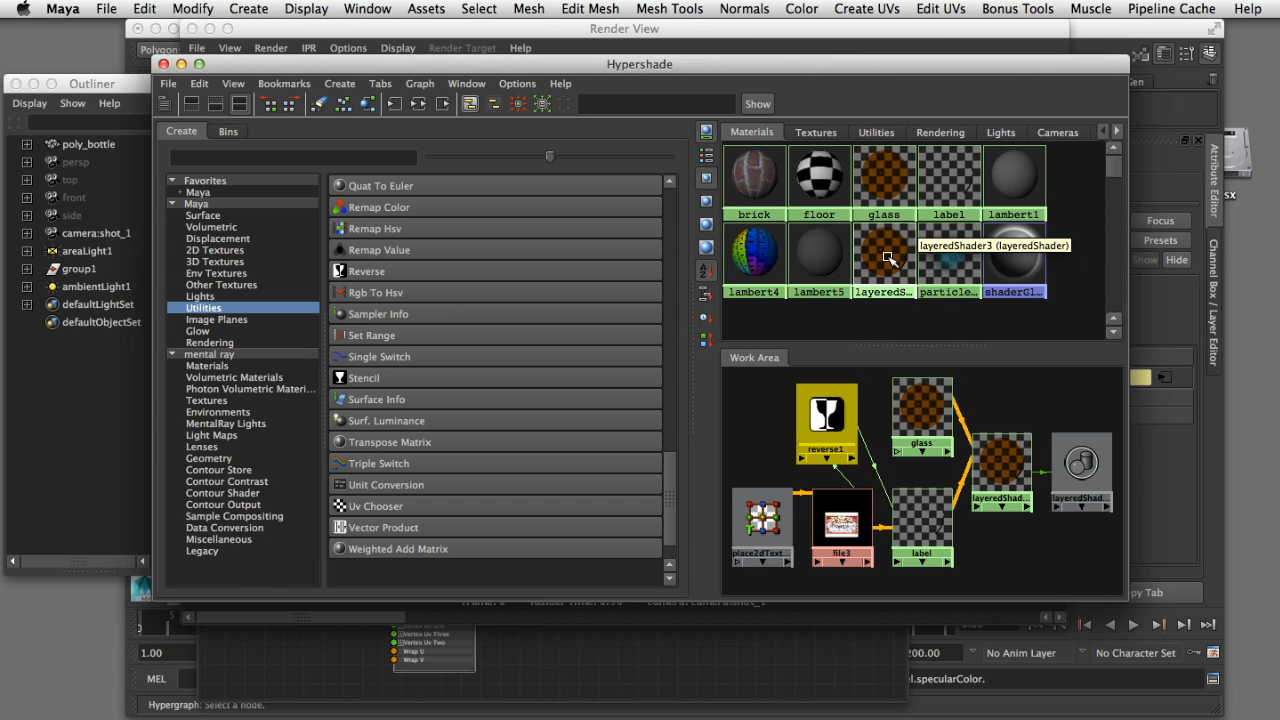 Maya File Edit Modify Create Display Window Assets Select Mesh Edit Mesh Mesh Tools Normals Color Create UVs Edit UVs Bonus Tools Muscle Pipeline Cache Help
Render View
Polygons File View Render IPR Options Display Render Target Help
Hypershade
Outliner
File Edit View Bookmarks Create Tabs Graph Window Options Help
Display Show Help
Show
Create Bins
Materials Textures Utilities Rendering Lights Cameras
poly_bottle
persp
top
front
side
camera:shot_1
areaLight1
group1
ambientLight1
defaultLightSet
defaultObjectSet
Favorites
Maya
Maya
Surface
Volumetric
Displacement
2D Textures
3D Textures
Env Textures
Other Textures
Lights
Utilities
Image Planes
Glow
Rendering
mental ray
Materials
Volumetric Materials
Photon Volumetric Materi...
Textures
Environments
MentalRay Lights
Light Maps
Lenses
Geometry
Contour Store
Contour Contrast
Contour Shader
Contour Output
Sample Compositing
Data Conversion
Miscellaneous
Legacy
Quat To Euler
Remap Color
Remap Hsv
Remap Value
Reverse
Rgb To Hsv
Sampler Info
Set Range
Single Switch
Stencil
Surface Info
Surf. Luminance
Transpose Matrix
Triple Switch
Unit Conversion
Uv Chooser
Vector Product
Weighted Add Matrix
brick floor glass label lambert1
layeredShader3 (layeredShader)
lambert4 lambert5 layeredS... particle... shaderGl...
Work Area
reverse1
glass
layeredShad...
layeredShad...
place2dText...
file3
label
Attribute Editor
Channel Box / Layer Editor
Focus
Presets
Show Hide
5
1.00
Wrap U
Wrap V
200.00
No Anim Layer
No Character Set
MEL
el.specularColor.
Hypergraph: Select a node.